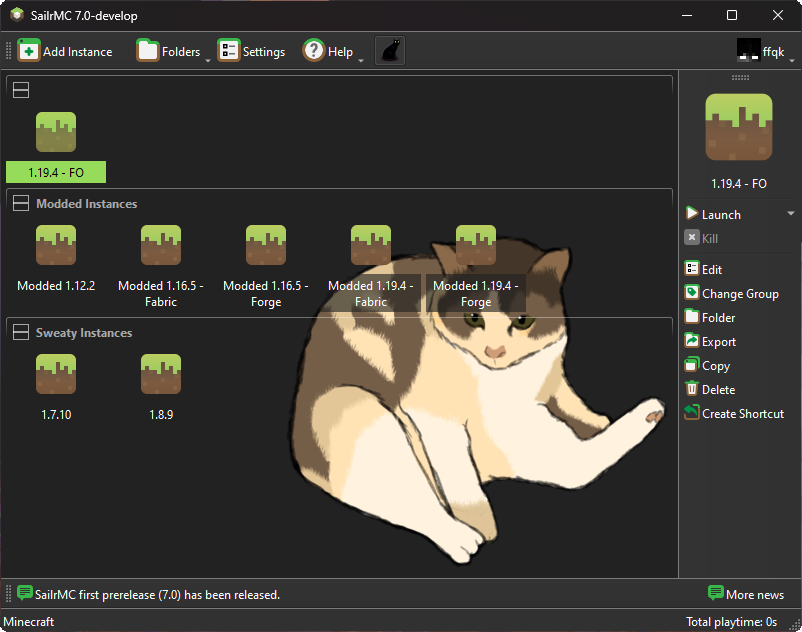 SailrMC 7.0-develop
Add Instance
Folders
Settings
Help
ffqk
1.19.4 - FO
Modded Instances
Modded 1.12.2
Modded 1.16.5 -
Fabric
Modded 1.16.5 -
Forge
Modded 1.19.4 -
Fabric
Modded 1.19.4 -
Forge
Sweaty Instances
1.7.10
1.8.9
1.19.4 - FO
Launch
Kill
Edit
Change Group
Folder
Export
Copy
Delete
Create Shortcut
SailrMC first prerelease (7.0) has been released.
More news
Minecraft
Total playtime: 0s